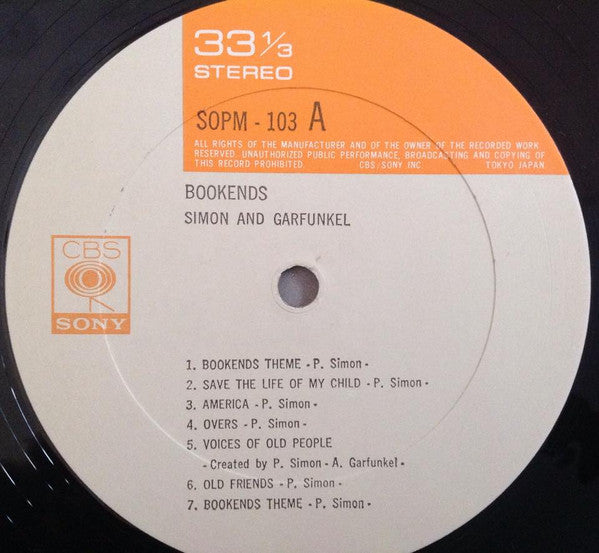 33 1/3
STEREO
SOPM - 103 A
ALL RIGHTS OF THE MANUFACTURER AND OF THE OWNER OF THE RECORDED WORK
RESERVED. UNAUTHORIZED PUBLIC PERFORMANCE, BROADCASTING AND COPYING OF
THIS RECORD PROHIBITED. CBS/SONY INC. TOKYO JAPAN
BOOKENDS
SIMON AND GARFUNKEL
CBS
SONY
1. BOOKENDS THEME - P. Simon -
2. SAVE THE LIFE OF MY CHILD - P. Simon -
3. AMERICA - P. Simon -
4. OVERS - P. Simon -
5. VOICES OF OLD PEOPLE
- Created by P. Simon - A. Garfunkel -
6. OLD FRIENDS - P. Simon -
7. BOOKENDS THEME - P. Simon -